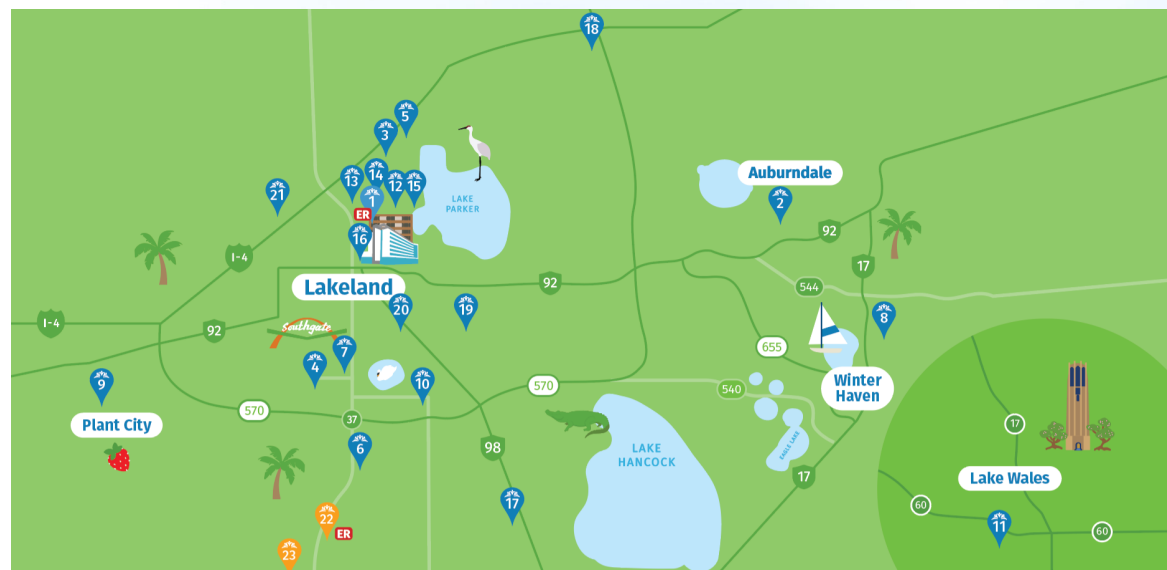 18
5
3
14
13
12
15
21
1
ER
16
LAKE
PARKER
Auburndale
2
92
17
I-4
Lakeland
92
544
I-4
92
Southgate
20
19
8
7
4
655
9
10
570
540
Winter
Haven
Plant City
570
37
17
6
98
LAKE
HANCOCK
EAGLE LAKE
17
Lake Wales
17
60
11
60
22
ER
23